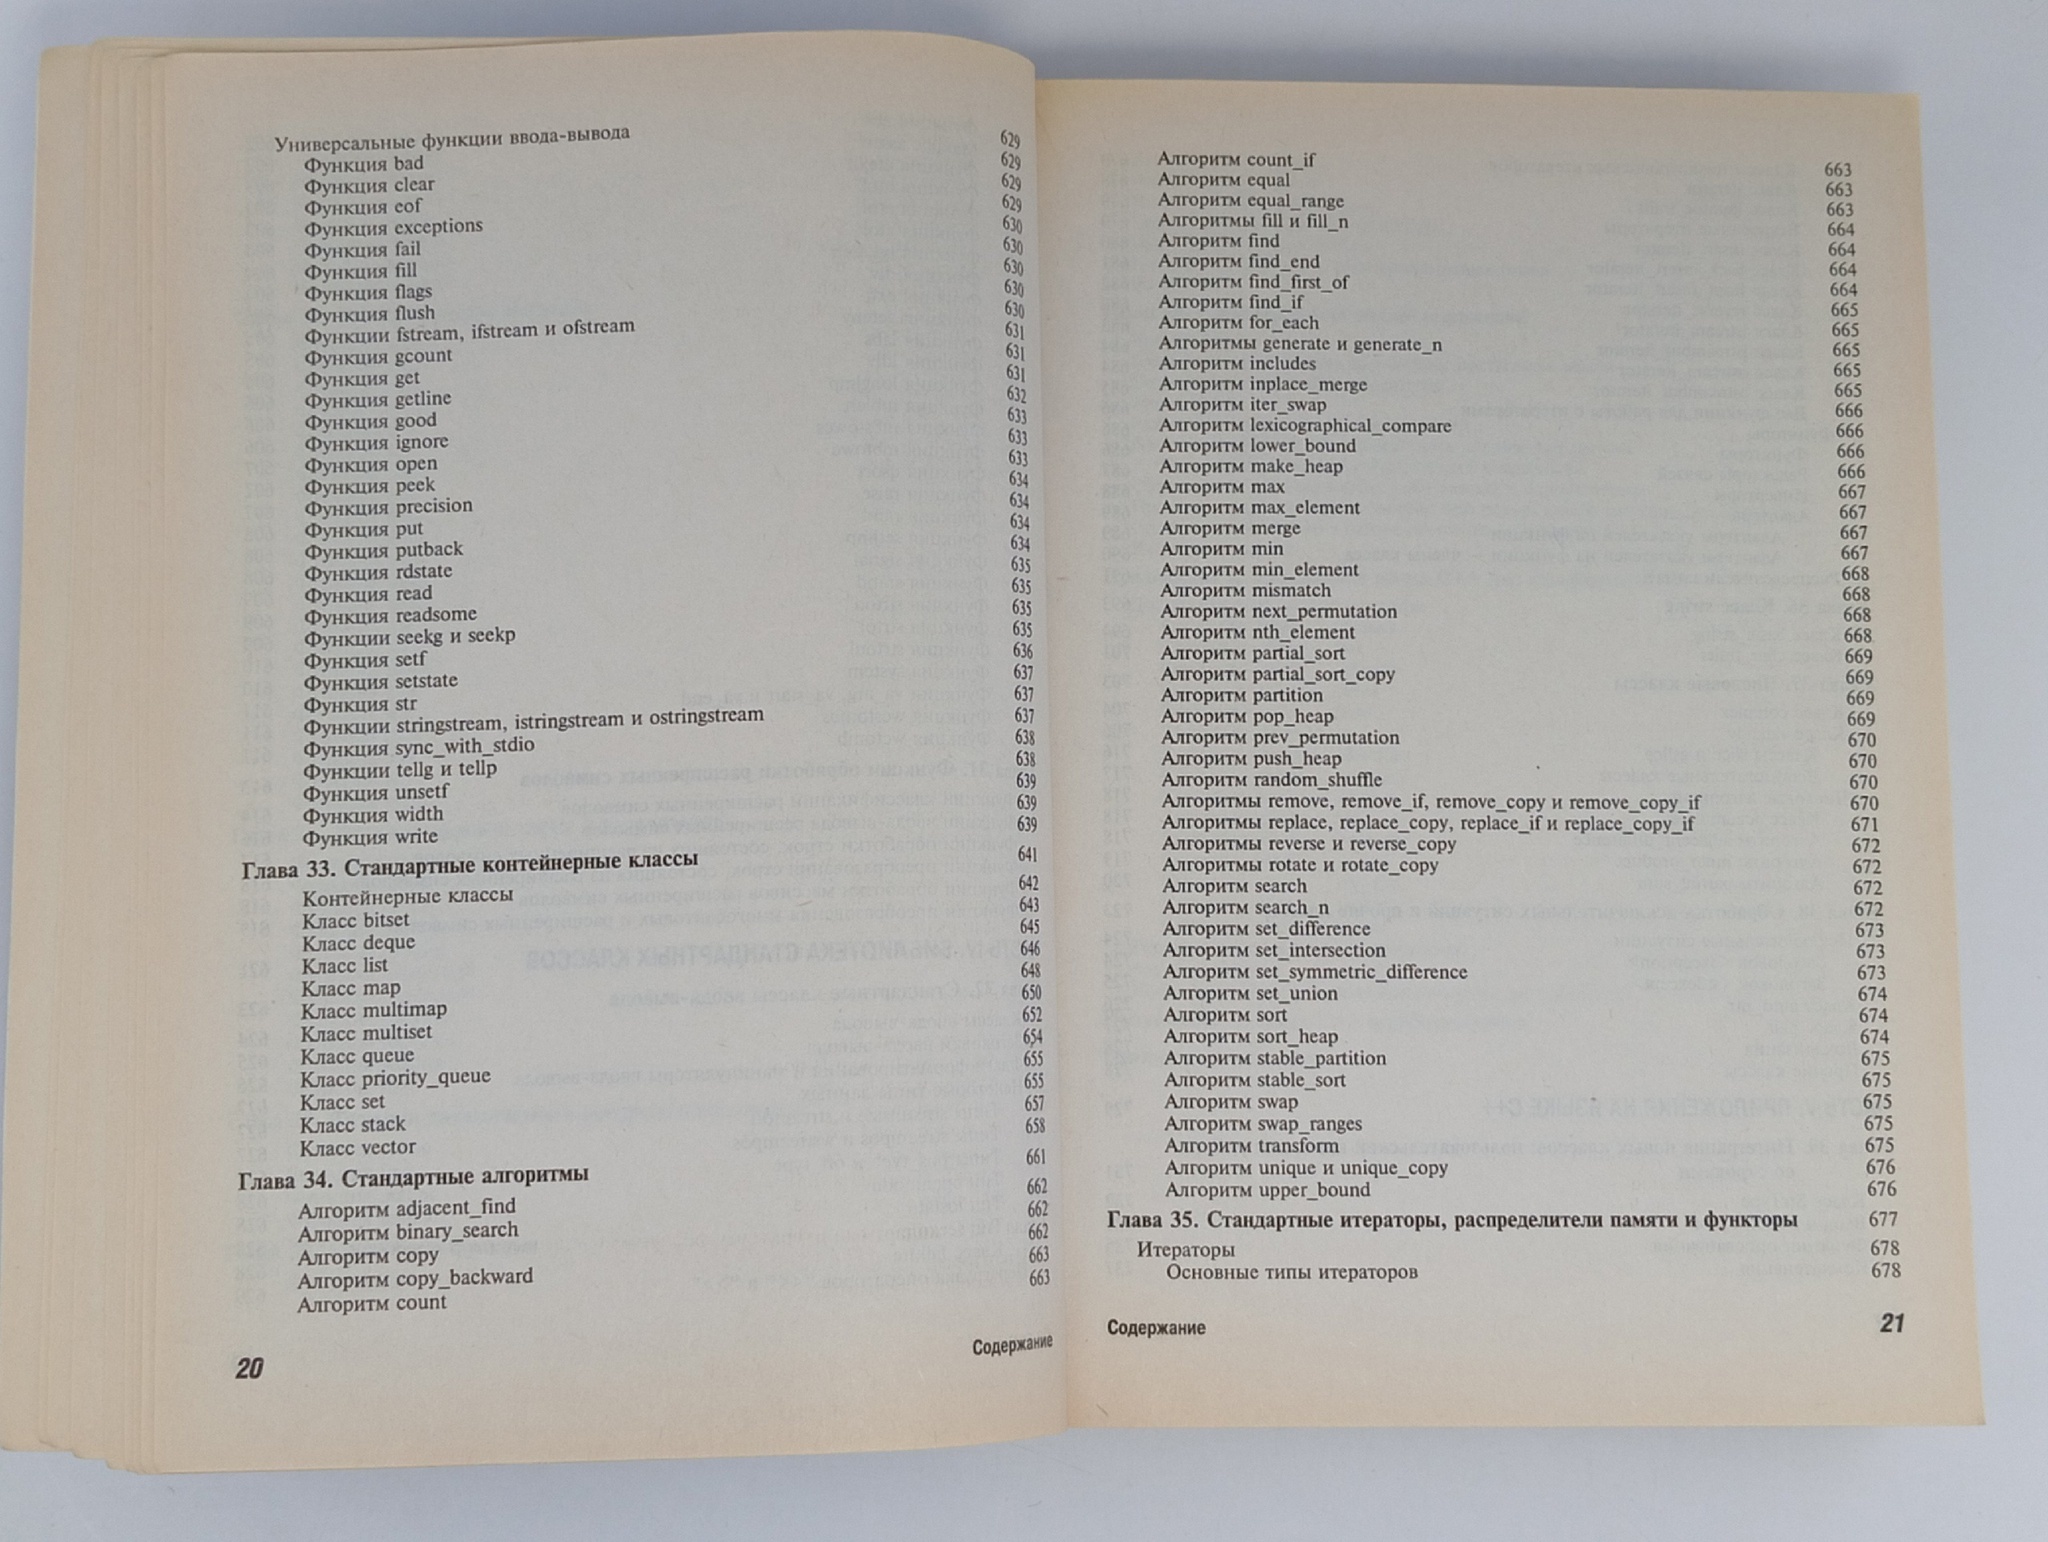 Универсальные функции ввода-вывода 629
Функция bad 629
Функция clear 629
Функция eof 629
Функция exceptions 630
Функция fail 630
Функция fill 630
Функция flags 630
Функция flush 630
Функции fstream, ifstream и ofstream 631
Функция gcount 631
Функция get 631
Функция getline 632
Функция good 633
Функция ignore 633
Функция open 633
Функция peek 634
Функция precision 634
Функция put 634
Функция putback 634
Функция rdstate 635
Функция read 635
Функция readsome 635
Функции seekg и seekp 635
Функция setf 636
Функция setstate 637
Функция str 637
Функции stringstream, istringstream и ostringstream 637
Функция sync_with_stdio 638
Функции tellg и tellp 638
Функция unsetf 639
Функция width 639
Функция write 639
Глава 33. Стандартные контейнерные классы 641
Контейнерные классы 642
Класс bitset 643
Класс deque 645
Класс list 646
Класс map 648
Класс multimap 650
Класс multiset 652
Класс queue 654
Класс priority_queue 655
Класс set 655
Класс stack 657
Класс vector 658
Глава 34. Стандартные алгоритмы 661
Алгоритм adjacent_find 662
Алгоритм binary_search 662
Алгоритм copy 662
Алгоритм copy_backward 663
Алгоритм count 663
20 Содержание
Алгоритм count_if 663
Алгоритм equal 663
Алгоритм equal_range 663
Алгоритмы fill и fill_n 664
Алгоритм find 664
Алгоритм find_end 664
Алгоритм find_first_of 664
Алгоритм find_if 665
Алгоритм for_each 665
Алгоритмы generate и generate_n 665
Алгоритм includes 665
Алгоритм inplace_merge 665
Алгоритм iter_swap 666
Алгоритм lexicographical_compare 666
Алгоритм lower_bound 666
Алгоритм make_heap 666
Алгоритм max 667
Алгоритм max_element 667
Алгоритм merge 667
Алгоритм min 667
Алгоритм min_element 668
Алгоритм mismatch 668
Алгоритм next_permutation 668
Алгоритм nth_element 668
Алгоритм partial_sort 669
Алгоритм partial_sort_copy 669
Алгоритм partition 669
Алгоритм pop_heap 669
Алгоритм prev_permutation 670
Алгоритм push_heap 670
Алгоритм random_shuffle 670
Алгоритмы remove, remove_if, remove_copy и remove_copy_if 670
Алгоритмы replace, replace_copy, replace_if и replace_copy_if 671
Алгоритмы reverse и reverse_copy 672
Алгоритмы rotate и rotate_copy 672
Алгоритм search 672
Алгоритм search_n 672
Алгоритм set_difference 673
Алгоритм set_intersection 673
Алгоритм set_symmetric_difference 673
Алгоритм set_union 674
Алгоритм sort 674
Алгоритм sort_heap 674
Алгоритм stable_partition 675
Алгоритм stable_sort 675
Алгоритм swap 675
Алгоритм swap_ranges 675
Алгоритм transform 675
Алгоритм unique и unique_copy 676
Алгоритм upper_bound 676
Глава 35. Стандартные итераторы, распределители памяти и функторы 677
Итераторы 678
Основные типы итераторов 678
Содержание 21